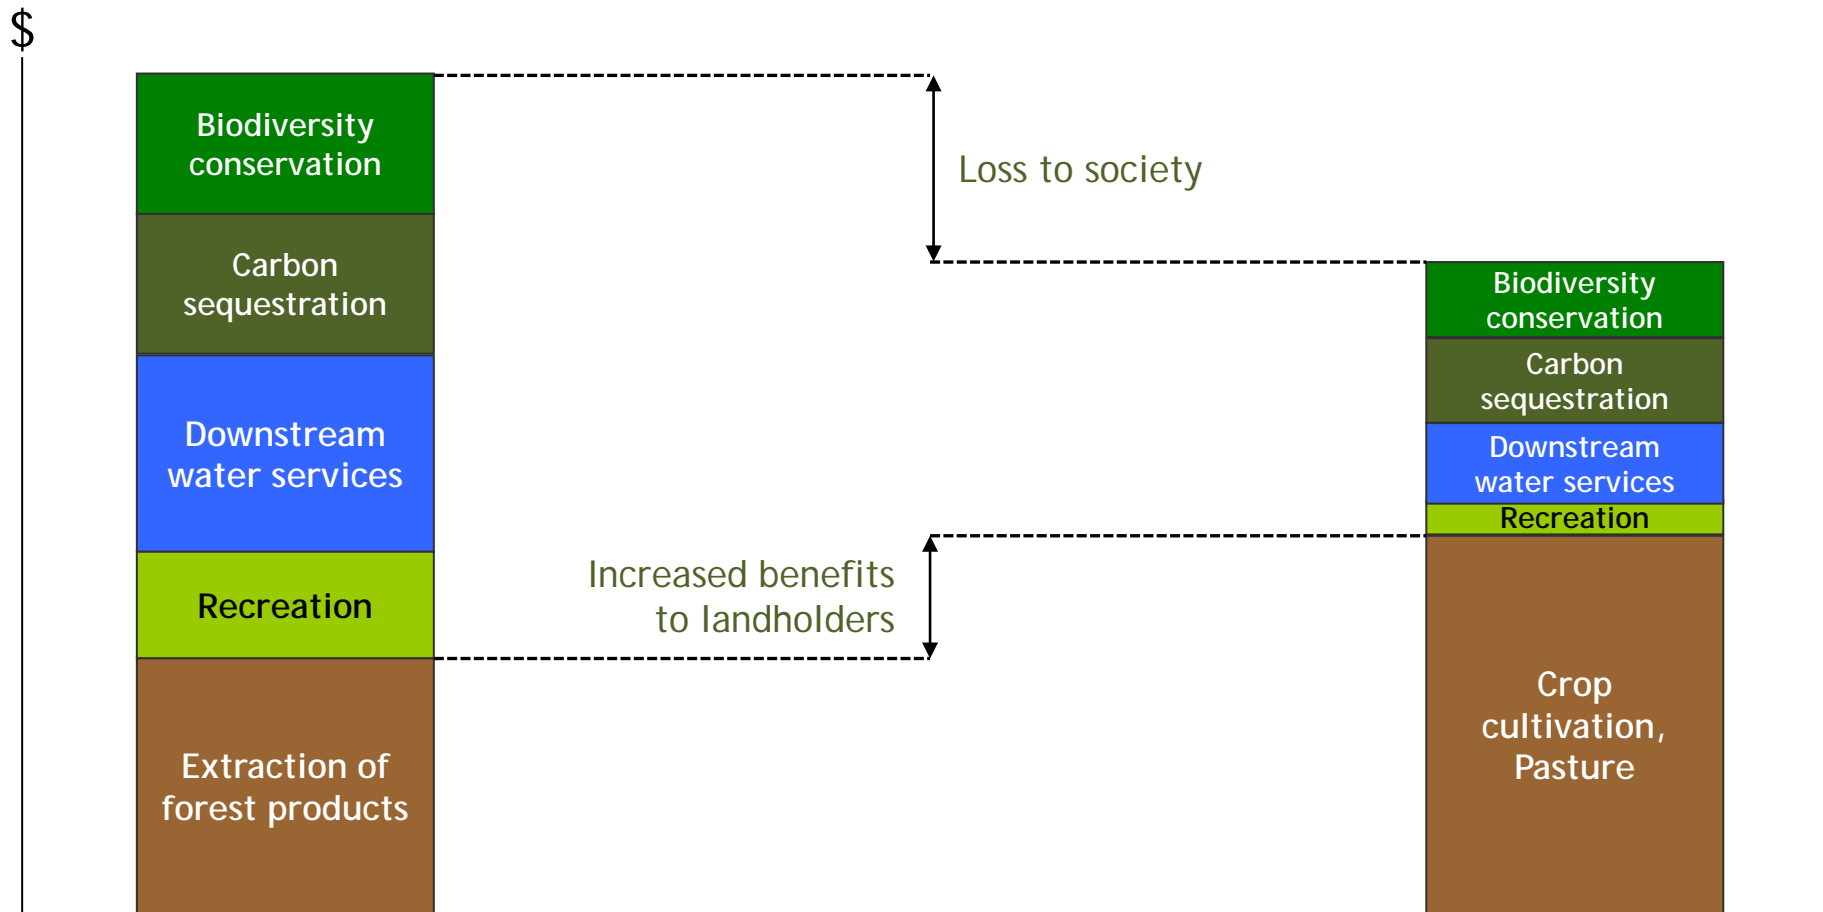 $
Biodiversity
conservation
Carbon
sequestration
Downstream
water services
Recreation
Extraction of
forest products
Loss to society
Increased benefits
to landholders
Biodiversity
conservation
Carbon
sequestration
Downstream
water services
Recreation
Crop
cultivation,
Pasture